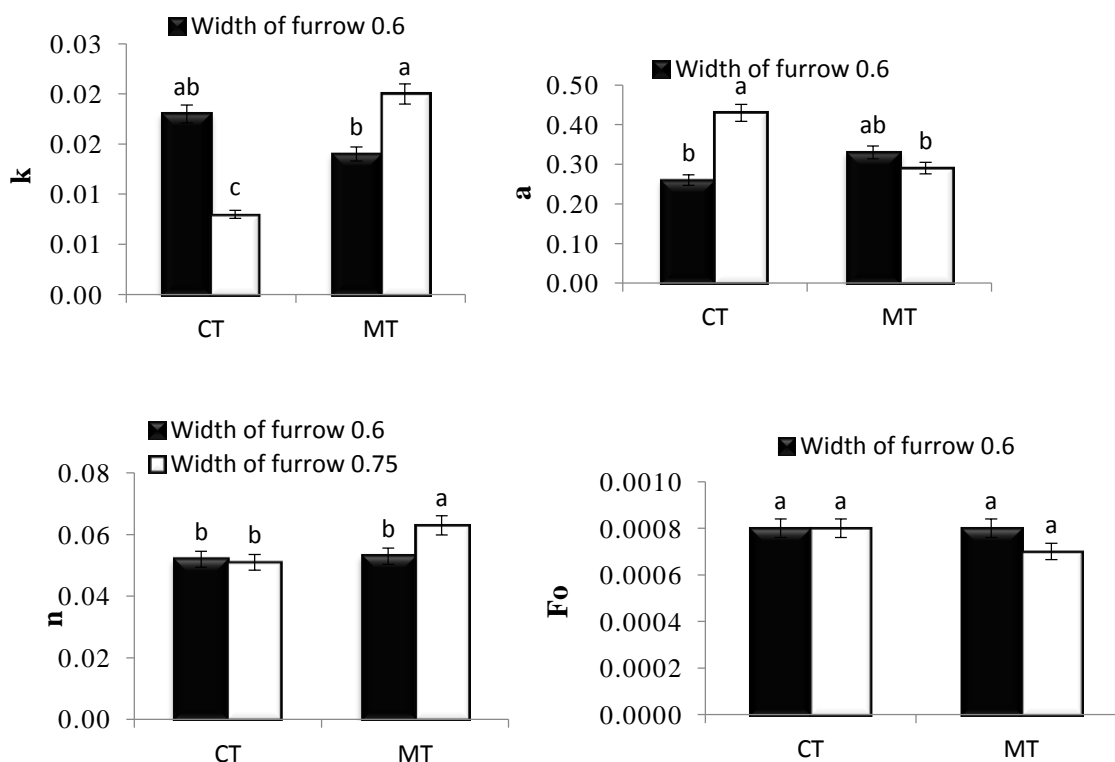 Width of furrow 0.6
k
0.03
0.02
0.02
0.01
0.01
0.00
ab
c
b
a
CT
MT
Width of furrow 0.6
a
0.50
0.40
0.30
0.20
0.10
0.00
b
a
ab
b
CT
MT
Width of furrow 0.6
Width of furrow 0.75
n
0.08
0.06
0.04
0.02
0.00
b
b
b
a
CT
MT
Width of furrow 0.6
Fo
0.0010
0.0008
0.0006
0.0004
0.0002
0.0000
a
a
a
a
CT
MT